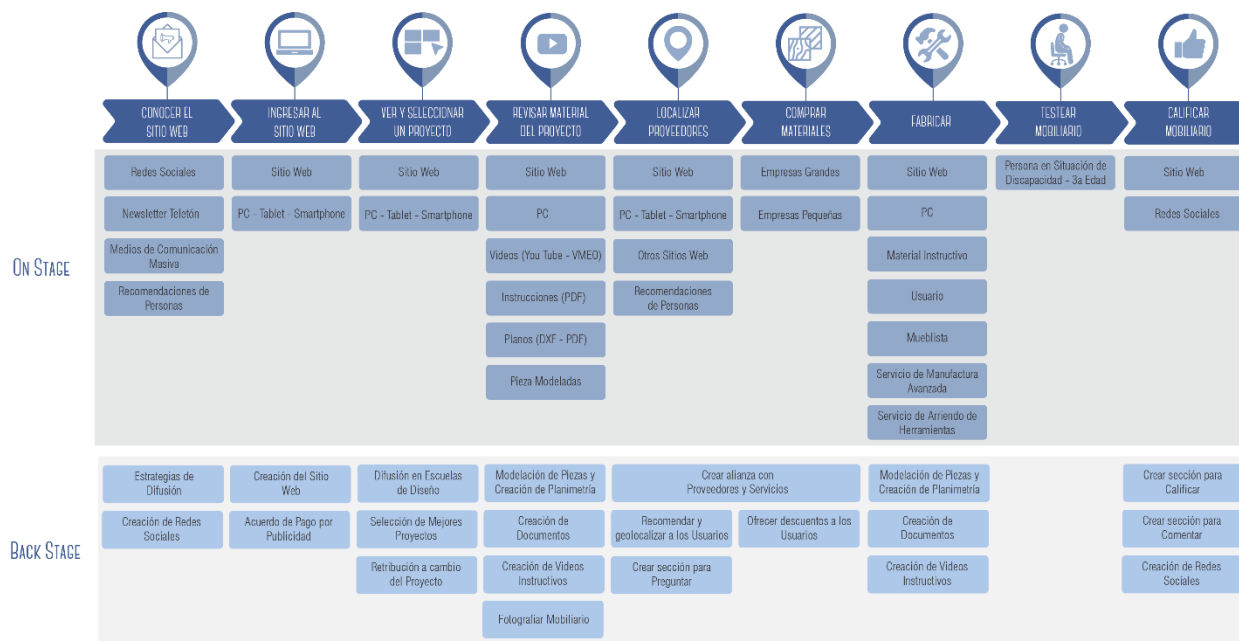 CONOCER EL
SITIO WEB
INGRESAR AL
SITIO WEB
VER Y SELECCIONAR
UN PROYECTO
REVISAR MATERIAL
DEL PROYECTO
LOCALIZAR
PROVEEDORES
COMPRAR
MATERIALES
FABRICAR
TESTEAR
MOBILIARIO
CALIFICAR
MOBILIARIO
ON STAGE
Redes Sociales
Newsletter Teletón
Medios de Comunicación
Masiva
Recomendaciones de
Personas
Sitio Web
PC - Tablet - Smartphone
Sitio Web
PC - Tablet - Smartphone
Sitio Web
PC
Videos (You Tube - VMEO)
Instrucciones (PDF)
Planos (DXF - PDF)
Pieza Modeladas
Sitio Web
PC - Tablet - Smartphone
Otros Sitios Web
Recomendaciones
de Personas
Empresas Grandes
Empresas Pequeñas
Sitio Web
PC
Material Instructivo
Usuario
Mueblista
Servicio de Manufactura
Avanzada
Servicio de Arriendo de
Herramientas
Persona en Situación de
Discapacidad - 3a Edad
Sitio Web
Redes Sociales
BACK STAGE
Estrategias de
Difusión
Creación de Redes
Sociales
Creación del Sitio
Web
Acuerdo de Pago por
Publicidad
Difusión en Escuelas
de Diseño
Selección de Mejores
Proyectos
Retribución a cambio
del Proyecto
Modelación de Piezas y
Creación de Planimetría
Creación de
Documentos
Creación de Videos
Instructivos
Fotografiar Mobiliario
Crear alianza con
Proveedores y Servicios
Recomendar y
geolocalizar a los Usuarios
Crear sección para
Preguntar
Ofrecer descuentos a los
Usuarios
Modelación de Piezas y
Creación de Planimetría
Creación de
Documentos
Creación de Videos
Instructivos
Crear sección para
Calificar
Crear sección para
Comentar
Creación de Redes
Sociales